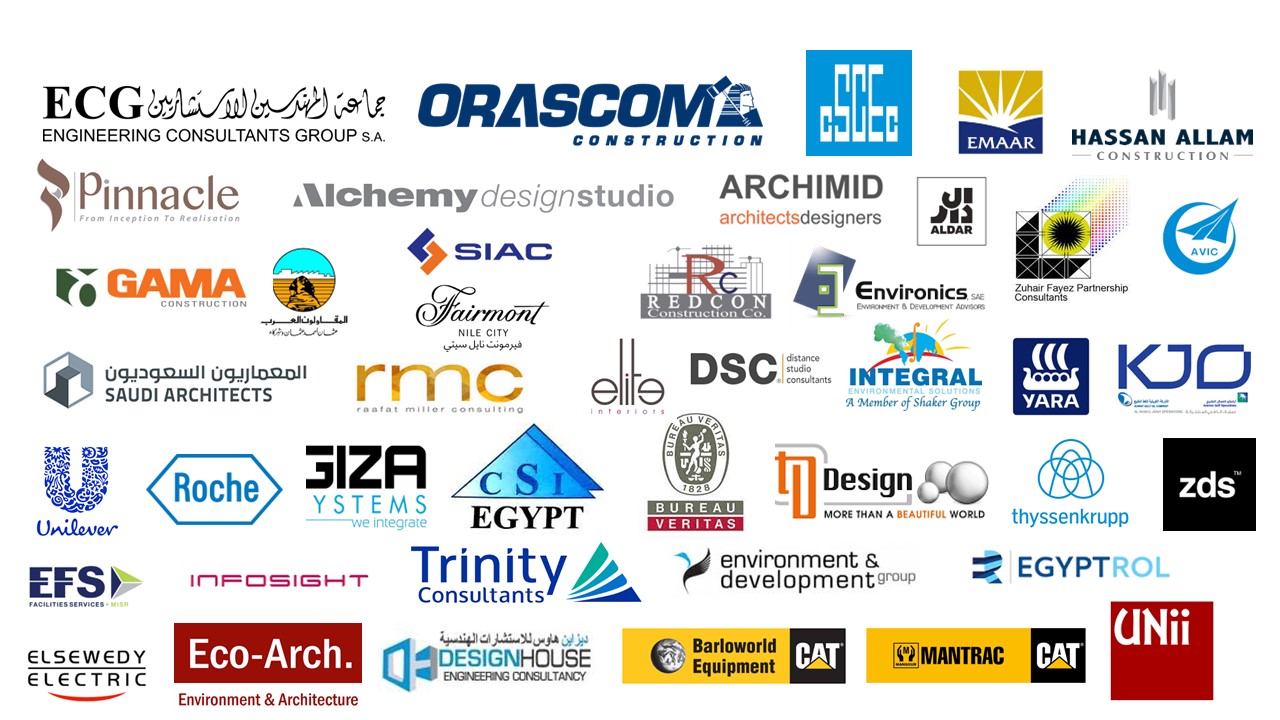 ECG جماعة المهندسين الاستشاريين
ENGINEERING CONSULTANTS GROUP S.A.
ORASCOM
CONSTRUCTION
CSCEC
EMAAR
HASSAN ALLAM
CONSTRUCTION
Pinnacle
From Inception To Realisation
Alchemy designstudio
ARCHIMID
architectsdesigners
الدار
ALDAR
Zuhair Fayez Partnership
Consultants
AVIC
GAMA
CONSTRUCTION
المقاولون العرب
عثمان أحمد عثمان وشركاه
SIAC
Fairmont
NILE CITY
فيرمونت نايل سيتي
RC
REDCON
Construction Co.
Environics, SAE
ENVIRONMENT & DEVELOPMENT ADVISORS
المعماريون السعوديون
SAUDI ARCHITECTS
rmc
raafat miller consulting
elite
interiors
DSC.
distance
studio
consultants
INTEGRAL
ENVIRONMENTAL SOLUTIONS
A Member of Shaker Group
YARA
KJO
Unilever
Roche
GIZA
YSTEMS
we integrate
CSI
EGYPT
BUREAU VERITAS
1828
BUREAU
VERITAS
Design
MORE THAN A BEAUTIFUL WORLD
thyssenkrupp
zds™
EFS
FACILITIES SERVICES - MISR
INFOSIGHT
Trinity
Consultants
environment &
development group
EGYPTROL
ELSEWEDY
ELECTRIC
Eco-Arch.
Environment & Architecture
ديزاين هاوس للاستشارات الهندسية
DESIGNHOUSE
ENGINEERING CONSULTANCY
Barloworld
Equipment
CAT
MANTRAC
CAT
UNii